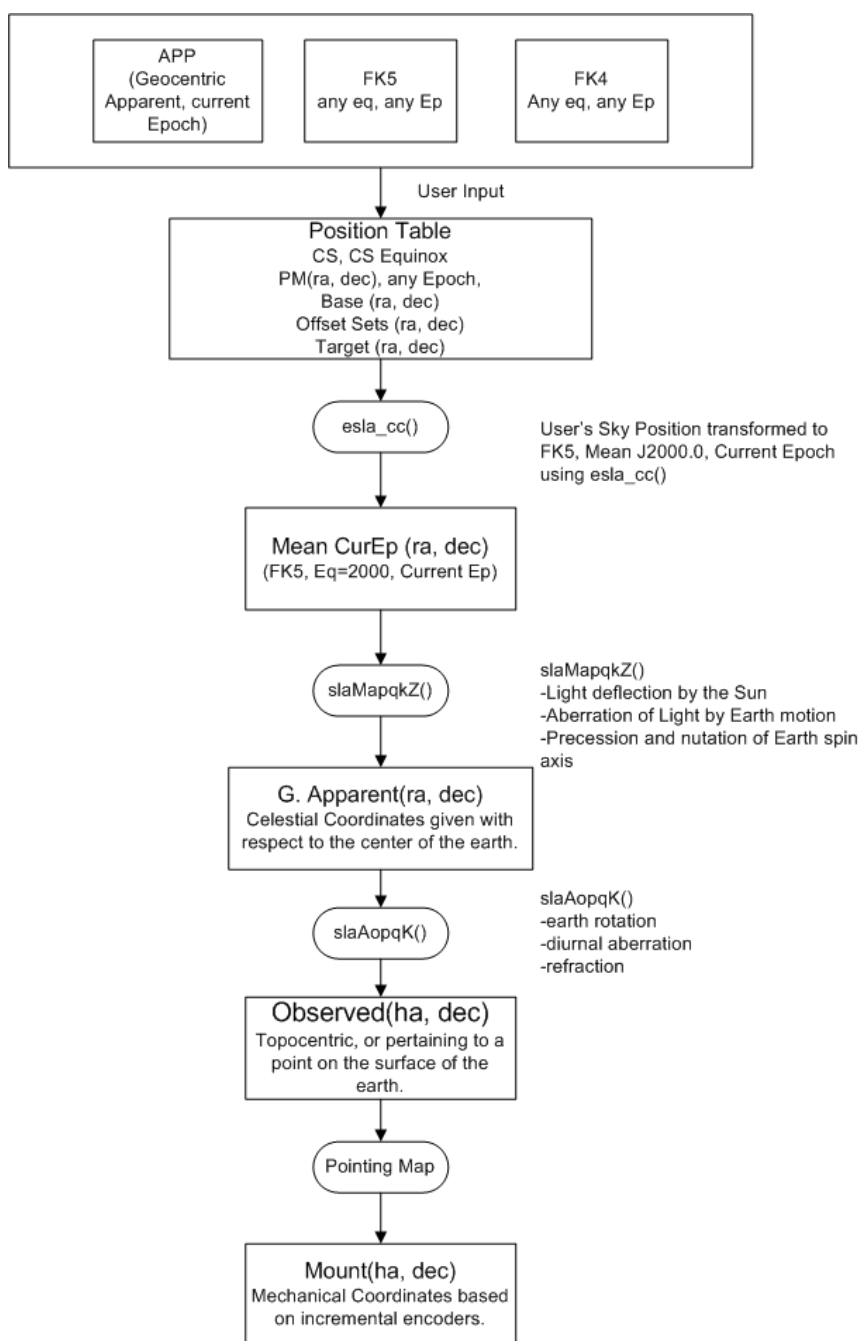 APP
(Geocentric
Apparent, current
Epoch)
FK5
any eq, any Ep
FK4
Any eq, any Ep
User Input
Position Table
CS, CS Equinox
PM(ra, dec), any Epoch,
Base (ra, dec)
Offset Sets (ra, dec)
Target (ra, dec)
esla_cc()
User's Sky Position transformed to
FK5, Mean J2000.0, Current Epoch
using esla_cc()
Mean CurEp (ra, dec)
(FK5, Eq=2000, Current Ep)
slaMapqkZ()
slaMapqkZ()
-Light deflection by the Sun
-Aberration of Light by Earth motion
-Precession and nutation of Earth spin
axis
G. Apparent(ra, dec)
Celestial Coordinates given with
respect to the center of the earth.
slaAopqK()
slaAopqK()
-earth rotation
-diurnal aberration
-refraction
Observed(ha, dec)
Topocentric, or pertaining to a
point on the surface of the
earth.
Pointing Map
Mount(ha, dec)
Mechanical Coordinates based
on incremental encoders.